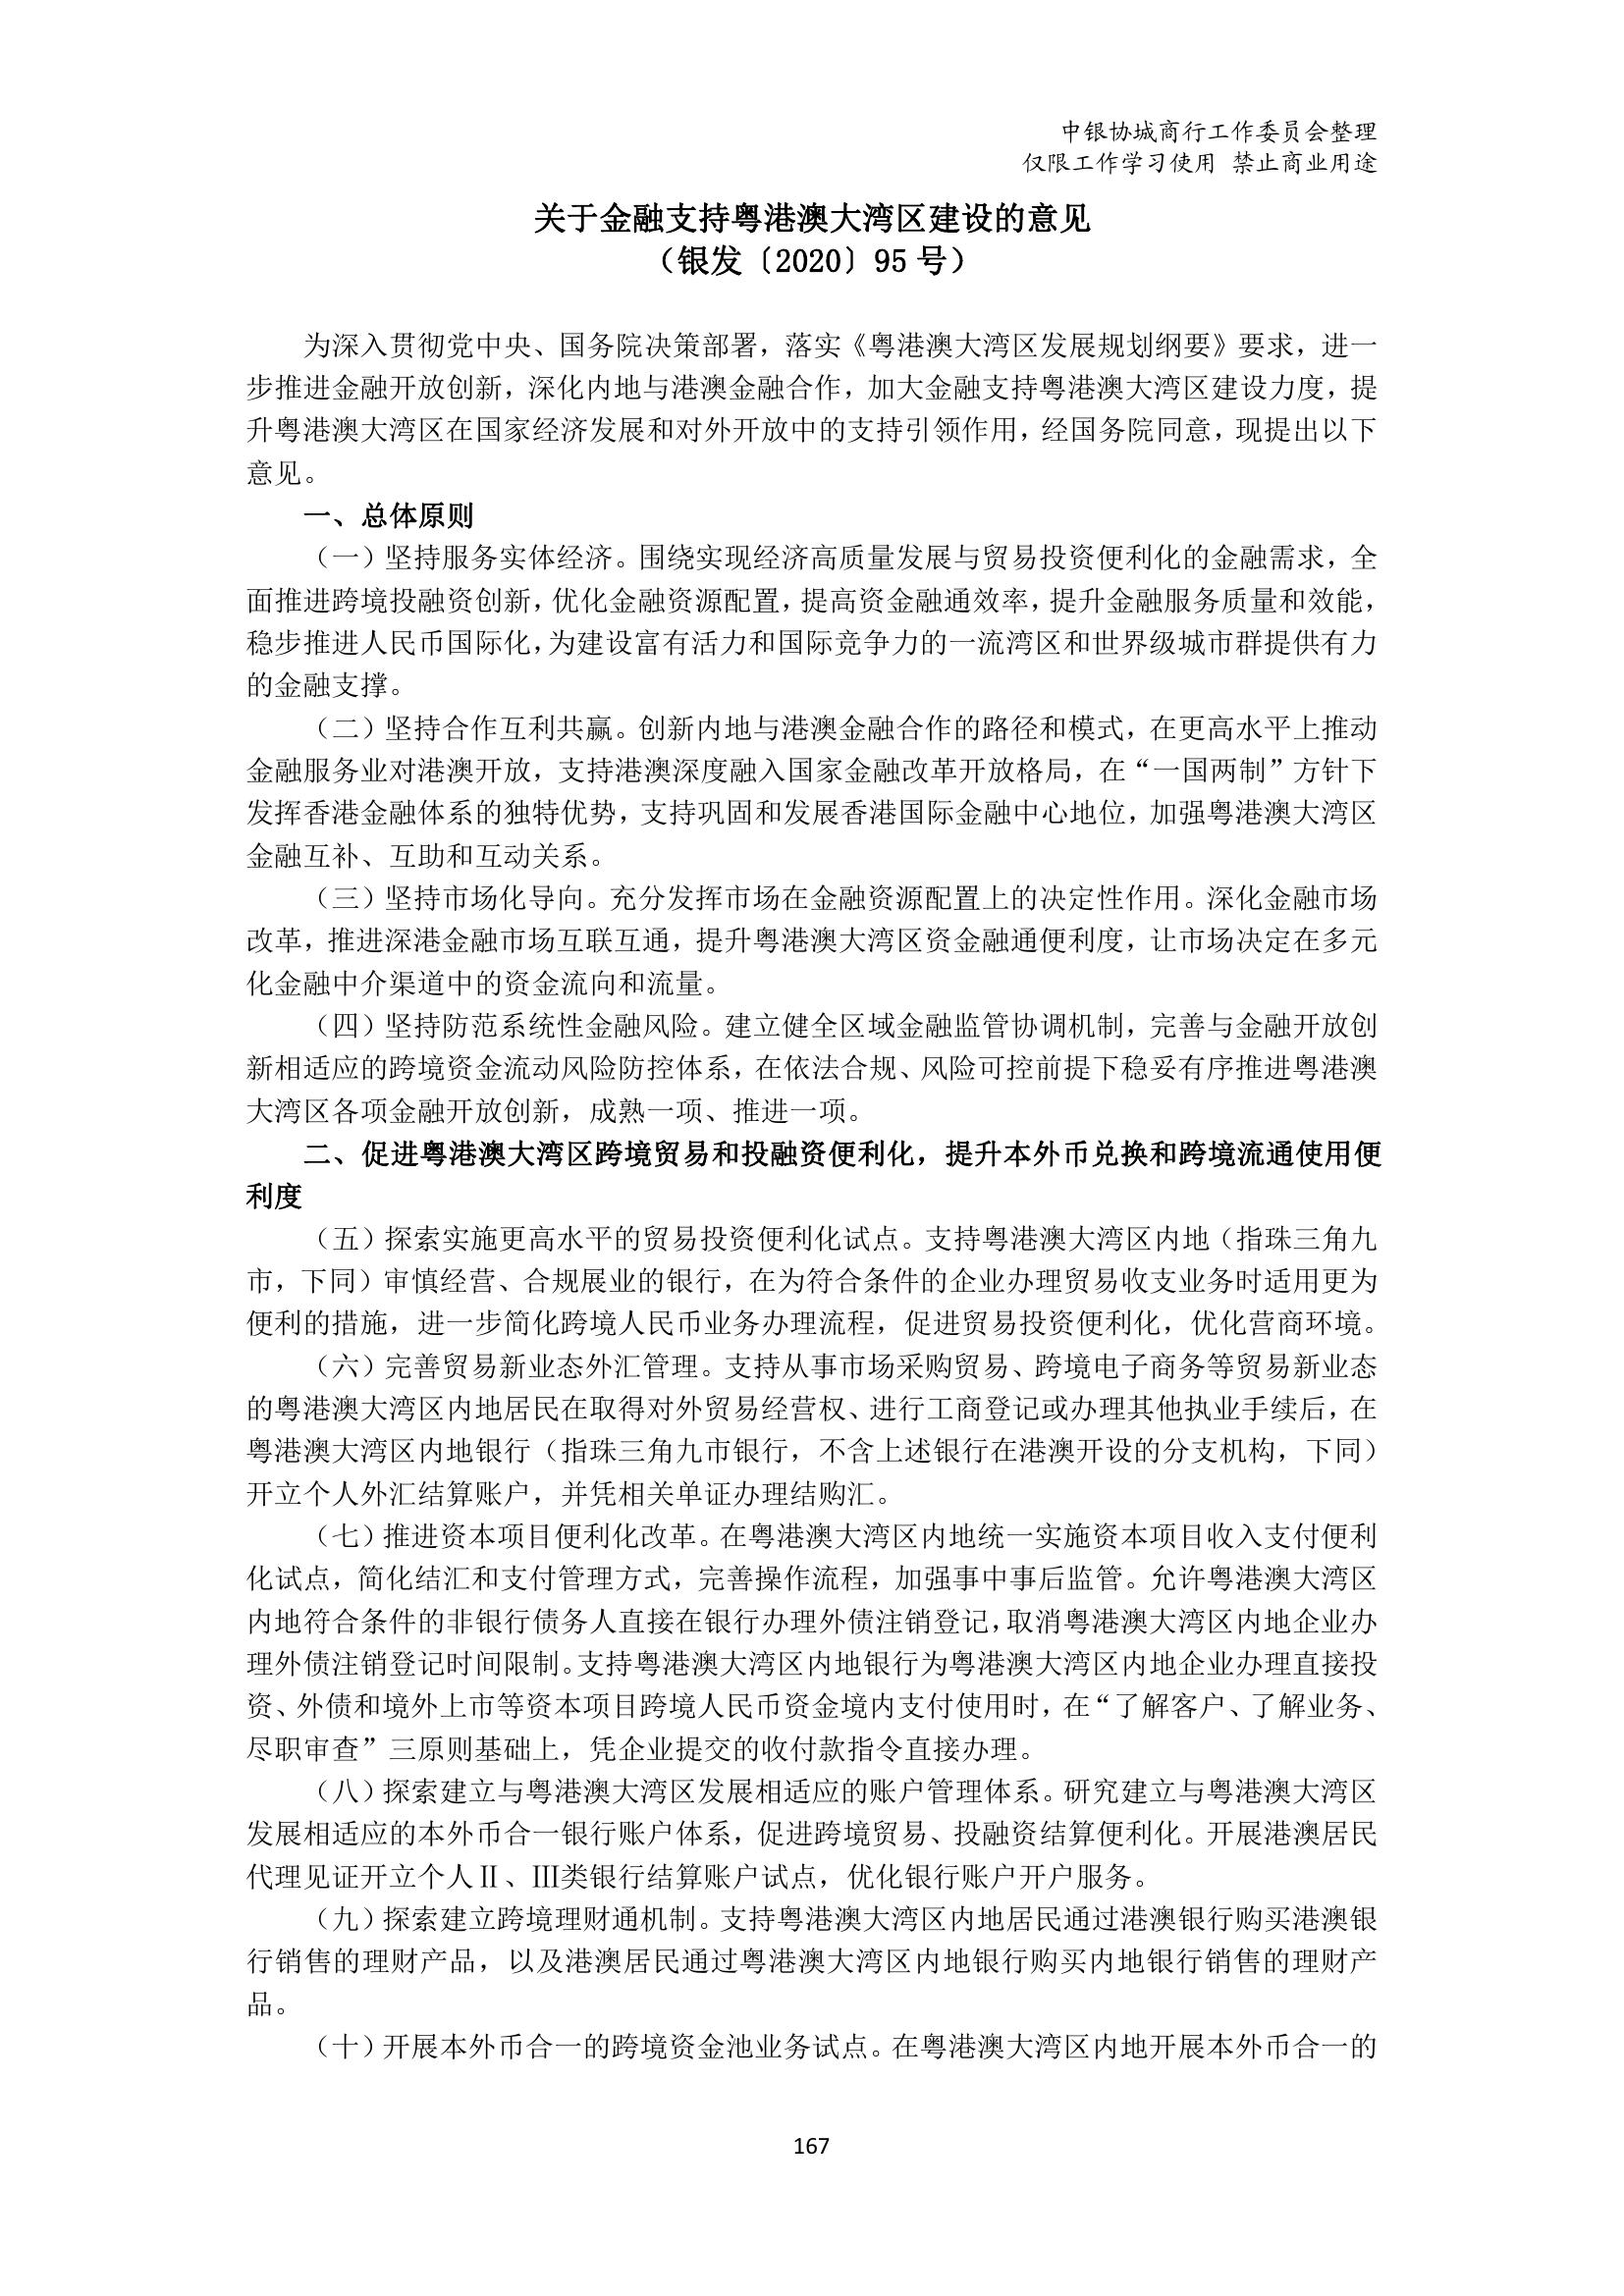 中银协城商行工作委员会整理
仅限工作学习使用 禁止商业用途
关于金融支持粤港澳大湾区建设的意见
（银发〔2020〕95 号）
为深入贯彻党中央、国务院决策部署，落实《粤港澳大湾区发展规划纲要》要求，进一
步推进金融开放创新，深化内地与港澳金融合作，加大金融支持粤港澳大湾区建设力度，提
升粤港澳大湾区在国家经济发展和对外开放中的支持引领作用，经国务院同意，现提出以下
意见。
一、总体原则
（一）坚持服务实体经济。围绕实现经济高质量发展与贸易投资便利化的金融需求，全
面推进跨境投融资创新，优化金融资源配置，提高资金融通效率，提升金融服务质量和效能，
稳步推进人民币国际化，为建设富有活力和国际竞争力的一流湾区和世界级城市群提供有力
的金融支撑。
（二）坚持合作互利共赢。创新内地与港澳金融合作的路径和模式，在更高水平上推动
金融服务业对港澳开放，支持港澳深度融入国家金融改革开放格局，在“一国两制”方针下
发挥香港金融体系的独特优势，支持巩固和发展香港国际金融中心地位，加强粤港澳大湾区
金融互补、互助和互动关系。
（三）坚持市场化导向。充分发挥市场在金融资源配置上的决定性作用。深化金融市场
改革，推进深港金融市场互联互通，提升粤港澳大湾区资金融通便利度，让市场决定在多元
化金融中介渠道中的资金流向和流量。
（四）坚持防范系统性金融风险。建立健全区域金融监管协调机制，完善与金融开放创
新相适应的跨境资金流动风险防控体系，在依法合规、风险可控前提下稳妥有序推进粤港澳
大湾区各项金融开放创新，成熟一项、推进一项。
二、促进粤港澳大湾区跨境贸易和投融资便利化，提升本外币兑换和跨境流通使用便
利度
（五）探索实施更高水平的贸易投资便利化试点。支持粤港澳大湾区内地（指珠三角九
市，下同）审慎经营、合规展业的银行，在为符合条件的企业办理贸易收支业务时适用更为
便利的措施，进一步简化跨境人民币业务办理流程，促进贸易投资便利化，优化营商环境。
（六）完善贸易新业态外汇管理。支持从事市场采购贸易、跨境电子商务等贸易新业态
的粤港澳大湾区内地居民在取得对外贸易经营权、进行工商登记或办理其他执业手续后，在
粤港澳大湾区内地银行（指珠三角九市银行，不含上述银行在港澳开设的分支机构，下同）
开立个人外汇结算账户，并凭相关单证办理结购汇。
（七）推进资本项目便利化改革。在粤港澳大湾区内地统一实施资本项目收入支付便利
化试点，简化结汇和支付管理方式，完善操作流程，加强事中事后监管。允许粤港澳大湾区
内地符合条件的非银行债务人直接在银行办理外债注销登记，取消粤港澳大湾区内地企业办
理外债注销登记时间限制。支持粤港澳大湾区内地银行为粤港澳大湾区内地企业办理直接投
资、外债和境外上市等资本项目跨境人民币资金境内支付使用时，在“了解客户、了解业务、
尽职审查”三原则基础上，凭企业提交的收付款指令直接办理。
（八）探索建立与粤港澳大湾区发展相适应的账户管理体系。研究建立与粤港澳大湾区
发展相适应的本外币合一银行账户体系，促进跨境贸易、投融资结算便利化。开展港澳居民
代理见证开立个人Ⅱ、Ⅲ类银行结算账户试点，优化银行账户开户服务。
（九）探索建立跨境理财通机制。支持粤港澳大湾区内地居民通过港澳银行购买港澳银
行销售的理财产品，以及港澳居民通过粤港澳大湾区内地银行购买内地银行销售的理财产
品。
（十）开展本外币合一的跨境资金池业务试点。在粤港澳大湾区内地开展本外币合一的
167